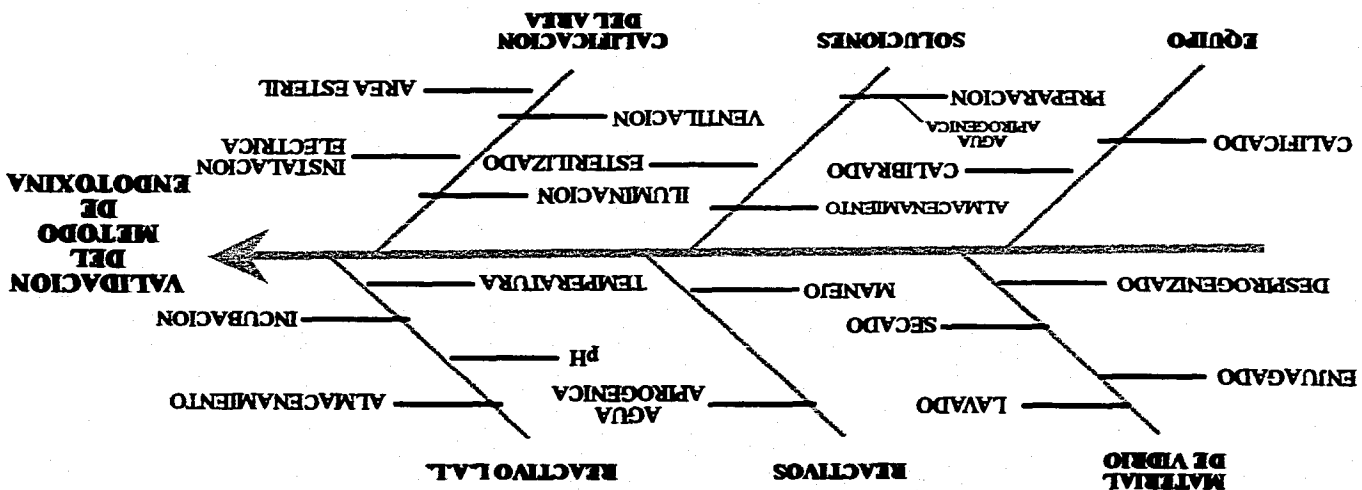 MATERIAL
DE VIDRIO
REACTIVOS
REACTIVO L.A.L.
LAVADO
ENJUAGADO
SECADO
DESPIROGENIZADO
AGUA
APIROGENICA
MANEJO
ALMACENAMIENTO
pH
INCUBACION
TEMPERATURA
VALIDACION
DEL
METODO
DE
ENDOTOXINA
CALIBRADO
CALIFICADO
ALMACENAMIENTO
ESTERILIZADO
AGUA
APIROGENICA
PREPARACION
ILUMINACION
INSTALACION
ELECTRICA
VENTILACION
AREA ESTERIL
EQUIPO
SOLUCIONES
CALIFICACION
DEL AREA